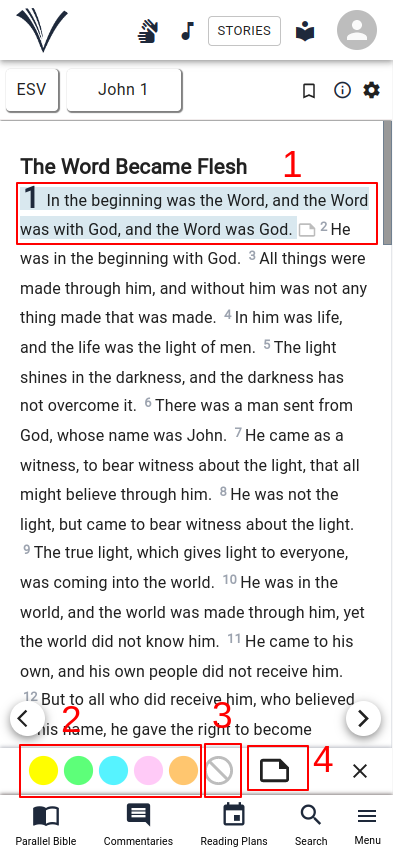 STORIES
ESV
John 1
The Word Became Flesh
1
1 In the beginning was the Word, and the Word
was with God, and the Word was God. 2 He
was in the beginning with God. 3 All things were
made through him, and without him was not any
thing made that was made. 4 In him was life,
and the life was the light of men. 5 The light
shines in the darkness, and the darkness has
not overcome it. 6 There was a man sent from
God, whose name was John. 7 He came as a
witness, to bear witness about the light, that all
might believe through him. 8 He was not the
light, but came to bear witness about the light.
9 The true light, which gives light to everyone,
was coming into the world. 10 He was in the
world, and the world was made through him, yet
the world did not know him. 11 He came to his
own, and his own people did not receive him.
12 But to all who did receive him, who believed
his name, he gave the right to become
2
3
4
Parallel Bible
Commentaries
Reading Plans
Search
Menu